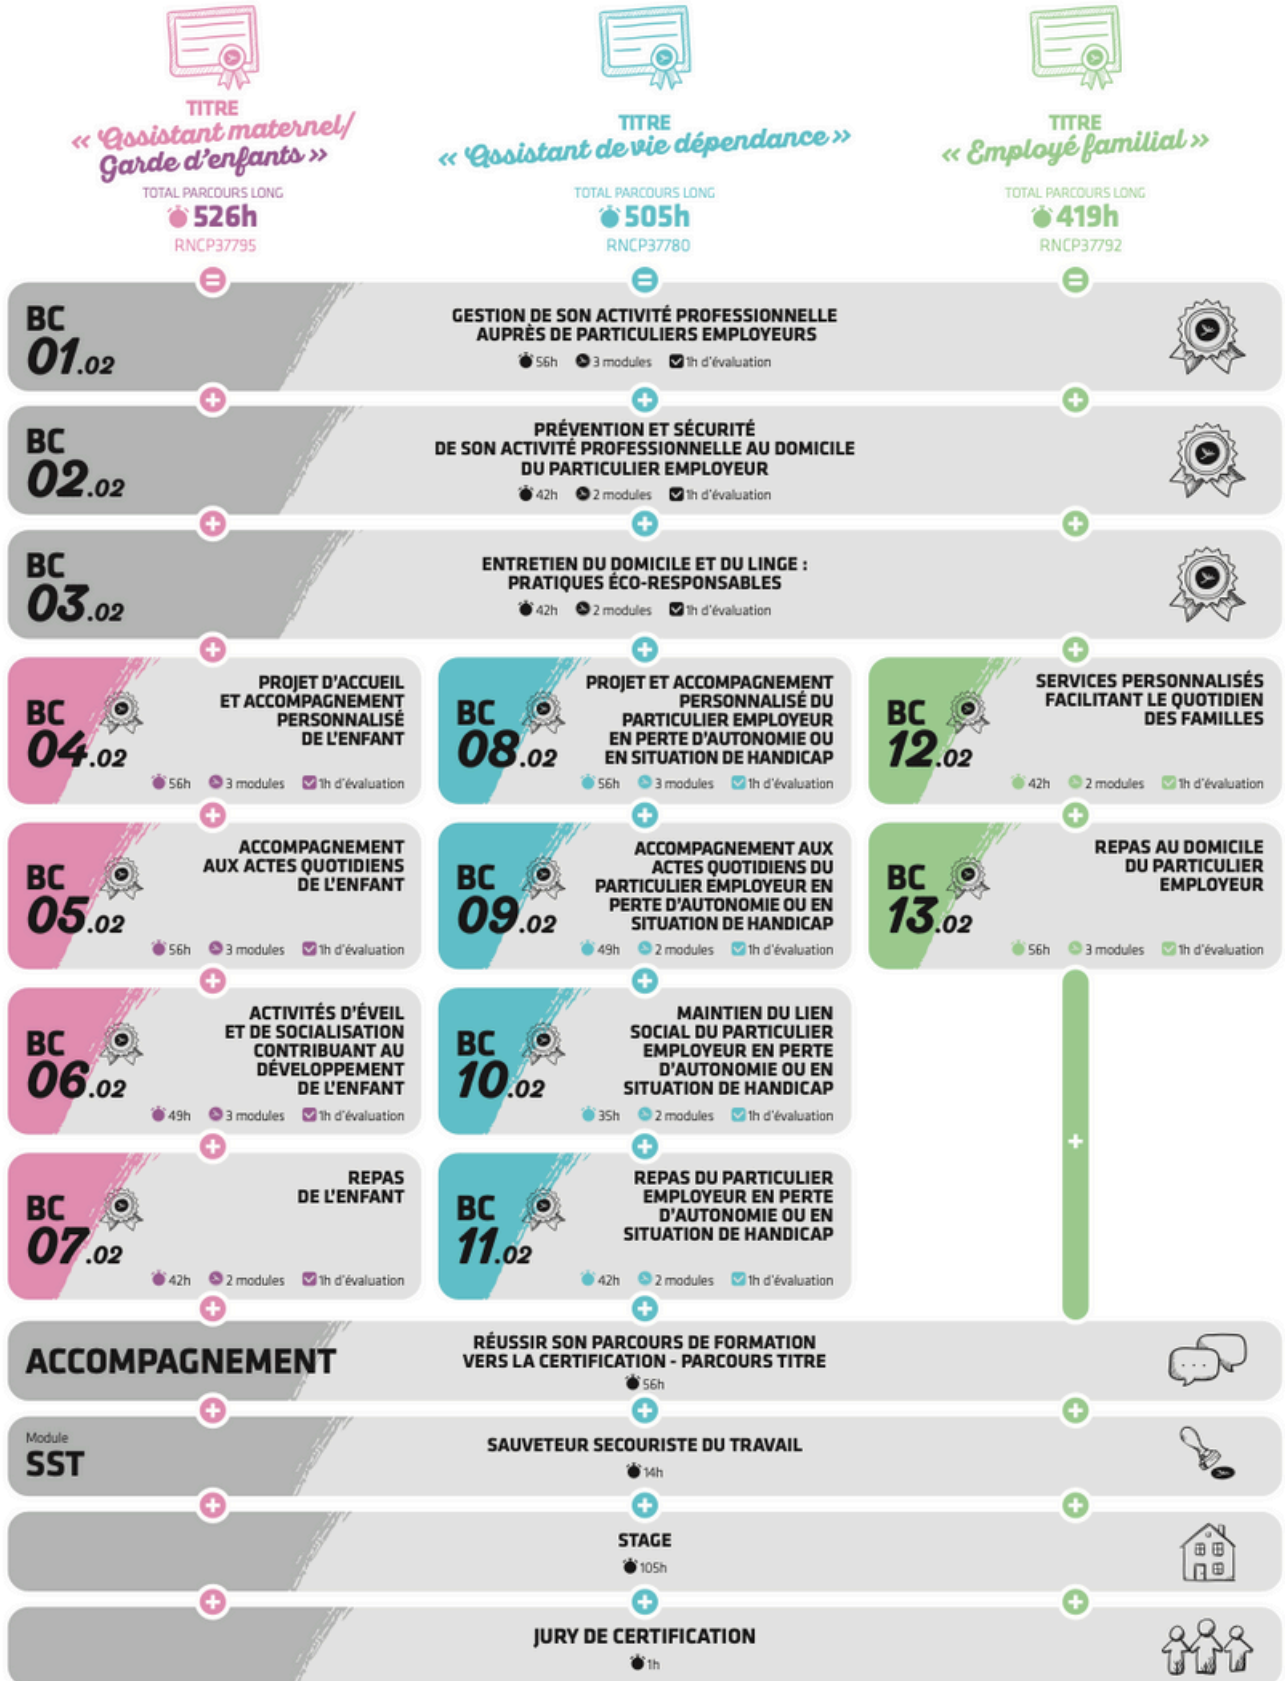 TITRE
« Assistant maternel/
Garde d'enfants »
TOTAL PARCOURS LONG
526h
RNCP37795
TITRE
« Assistant de vie dépendance »
TOTAL PARCOURS LONG
505h
RNCP37780
TITRE
« Employé familial »
TOTAL PARCOURS LONG
419h
RNCP37792
BC
01.02
GESTION DE SON ACTIVITÉ PROFESSIONNELLE
AUPRÈS DE PARTICULIERS EMPLOYEURS
56h 3 modules 1h d'évaluation
BC
02.02
PRÉVENTION ET SÉCURITÉ
DE SON ACTIVITÉ PROFESSIONNELLE AU DOMICILE
DU PARTICULIER EMPLOYEUR
42h 2 modules 1h d'évaluation
BC
03.02
ENTRETIEN DU DOMICILE ET DU LINGE :
PRATIQUES ÉCO-RESPONSABLES
42h 2 modules 1h d'évaluation
BC
04.02
PROJET D'ACCUEIL
ET ACCOMPAGNEMENT
PERSONNALISÉ
DE L'ENFANT
56h 3 modules 1h d'évaluation
BC
08.02
PROJET ET ACCOMPAGNEMENT
PERSONNALISÉ DU
PARTICULIER EMPLOYEUR
EN PERTE D'AUTONOMIE OU
EN SITUATION DE HANDICAP
56h 3 modules 1h d'évaluation
BC
12.02
SERVICES PERSONNALISÉS
FACILITANT LE QUOTIDIEN
DES FAMILLES
42h 2 modules 1h d'évaluation
BC
05.02
ACCOMPAGNEMENT
AUX ACTES QUOTIDIENS
DE L'ENFANT
56h 3 modules 1h d'évaluation
BC
09.02
ACCOMPAGNEMENT AUX
ACTES QUOTIDIENS DU
PARTICULIER EMPLOYEUR EN
PERTE D'AUTONOMIE OU EN
SITUATION DE HANDICAP
49h 2 modules 1h d'évaluation
BC
13.02
REPAS AU DOMICILE
DU PARTICULIER
EMPLOYEUR
56h 3 modules 1h d'évaluation
BC
06.02
ACTIVITÉS D'ÉVEIL
ET DE SOCIALISATION
CONTRIBUANT AU
DÉVELOPPEMENT
DE L'ENFANT
49h 3 modules 1h d'évaluation
BC
10.02
MAINTIEN DU LIEN
SOCIAL DU PARTICULIER
EMPLOYEUR EN PERTE
D'AUTONOMIE OU EN
SITUATION DE HANDICAP
35h 2 modules 1h d'évaluation
BC
07.02
REPAS
DE L'ENFANT
42h 2 modules 1h d'évaluation
BC
11.02
REPAS DU PARTICULIER
EMPLOYEUR EN PERTE
D'AUTONOMIE OU EN
SITUATION DE HANDICAP
42h 2 modules 1h d'évaluation
ACCOMPAGNEMENT
RÉUSSIR SON PARCOURS DE FORMATION
VERS LA CERTIFICATION - PARCOURS TITRE
56h
Module
SST
SAUVETEUR SECOURISTE DU TRAVAIL
14h
STAGE
105h
JURY DE CERTIFICATION
1h